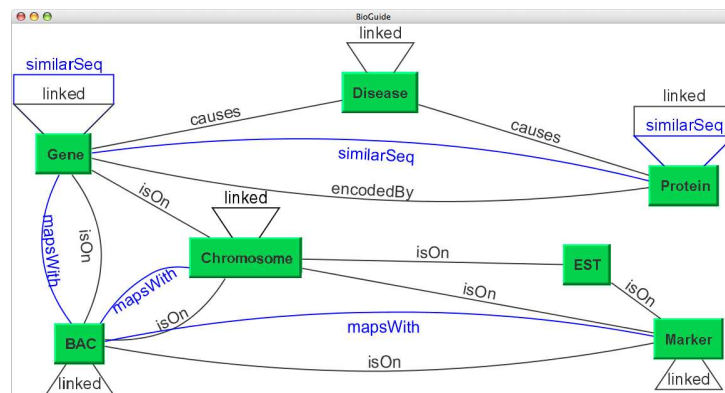 BioGuide
linked
similarSeq
linked
Disease
linked
similarSeq
causes
causes
Gene
similarSeq
Protein
encodedBy
isOn
linked
mapsWith
isOn
Chromosome
isOn
EST
mapsWith
isOn
isOn
isOn
mapsWith
BAC
Marker
isOn
linked
linked